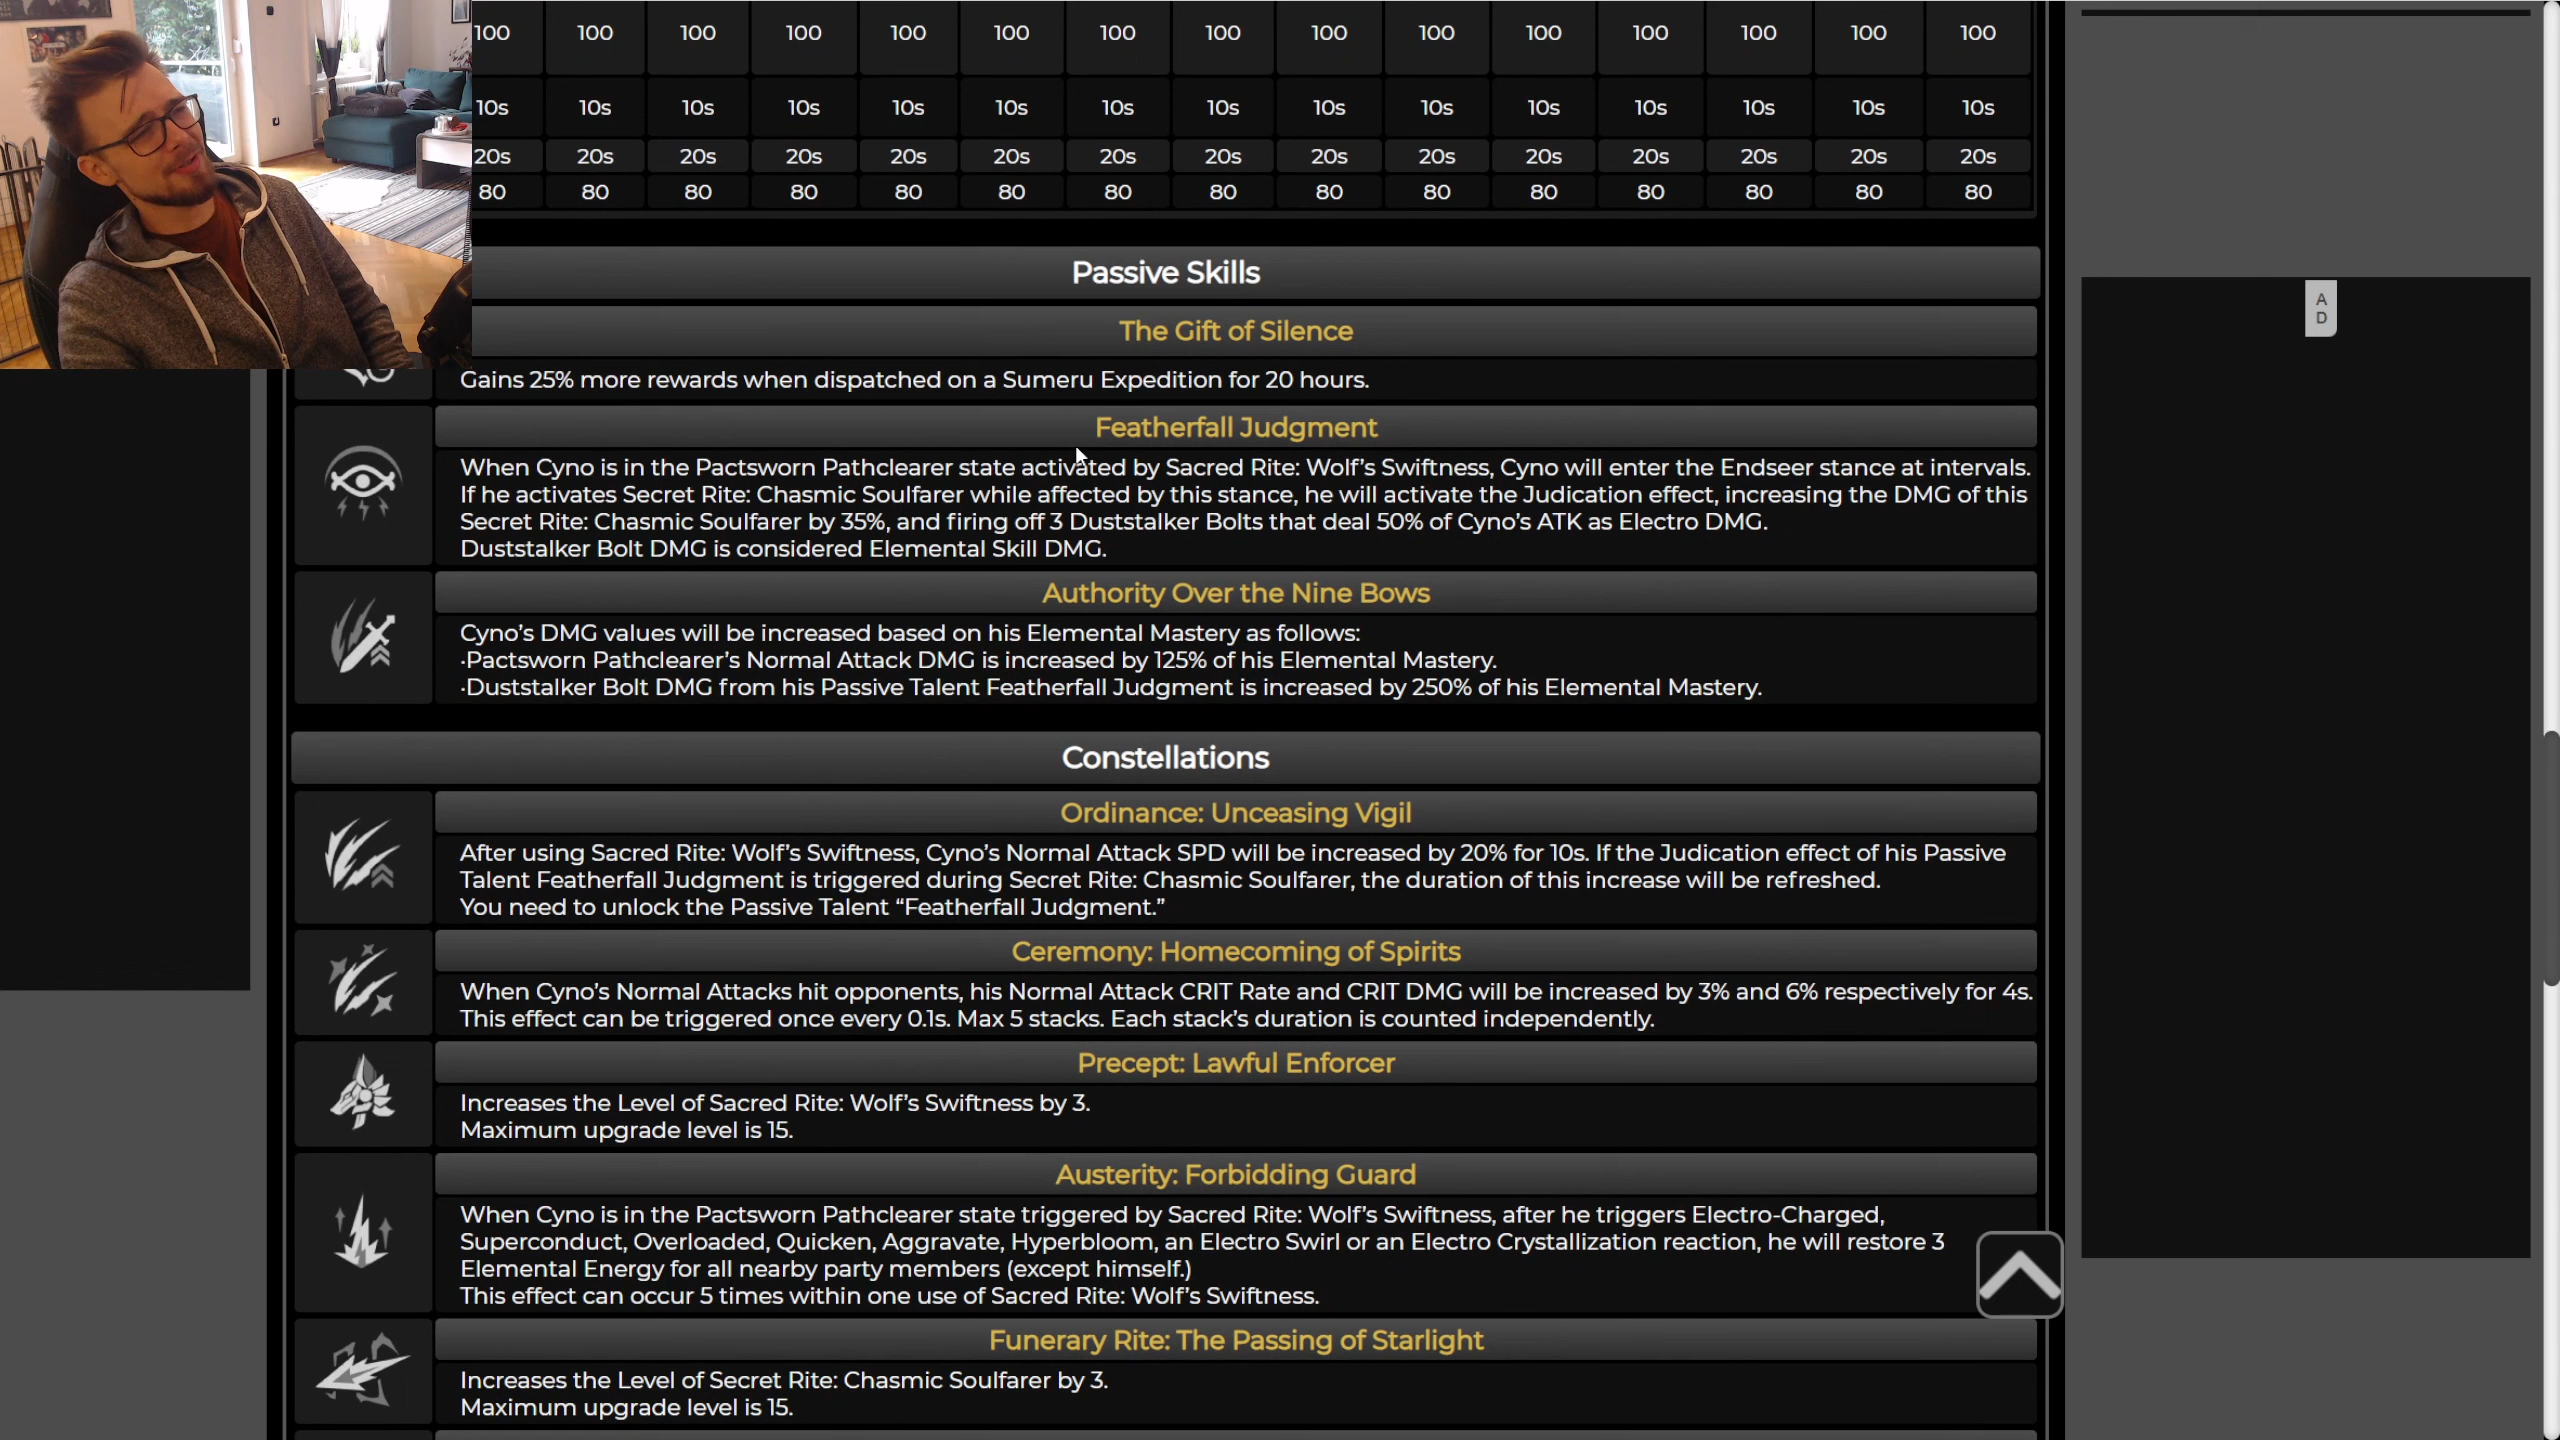 100 100 100 100 100 100 100 100 100 100 100 100 100 100 100
10s 10s 10s 10s 10s 10s 10s 10s 10s 10s 10s 10s 10s 10s 10s
20s 20s 20s 20s 20s 20s 20s 20s 20s 20s 20s 20s 20s 20s 20s
80 80 80 80 80 80 80 80 80 80 80 80 80 80 80
Passive Skills
The Gift of Silence
Gains 25% more rewards when dispatched on a Sumeru Expedition for 20 hours.
Featherfall Judgment
When Cyno is in the Pactsworn Pathclearer state activated by Sacred Rite: Wolf's Swiftness, Cyno will enter the Endseer stance at intervals.
If he activates Secret Rite: Chasmic Soulfarer while affected by this stance, he will activate the Judication effect, increasing the DMG of this
Secret Rite: Chasmic Soulfarer by 35%, and firing off 3 Duststalker Bolts that deal 50% of Cyno's ATK as Electro DMG.
Duststalker Bolt DMG is considered Elemental Skill DMG.
Authority Over the Nine Bows
Cyno's DMG values will be increased based on his Elemental Mastery as follows:
·Pactsworn Pathclearer's Normal Attack DMG is increased by 125% of his Elemental Mastery.
·Duststalker Bolt DMG from his Passive Talent Featherfall Judgment is increased by 250% of his Elemental Mastery.
Constellations
Ordinance: Unceasing Vigil
After using Sacred Rite: Wolf's Swiftness, Cyno's Normal Attack SPD will be increased by 20% for 10s. If the Judication effect of his Passive
Talent Featherfall Judgment is triggered during Secret Rite: Chasmic Soulfarer, the duration of this increase will be refreshed.
You need to unlock the Passive Talent “Featherfall Judgment.”
Ceremony: Homecoming of Spirits
When Cyno's Normal Attacks hit opponents, his Normal Attack CRIT Rate and CRIT DMG will be increased by 3% and 6% respectively for 4s.
This effect can be triggered once every 0.1s. Max 5 stacks. Each stack's duration is counted independently.
Precept: Lawful Enforcer
Increases the Level of Sacred Rite: Wolf's Swiftness by 3.
Maximum upgrade level is 15.
Austerity: Forbidding Guard
When Cyno is in the Pactsworn Pathclearer state triggered by Sacred Rite: Wolf's Swiftness, after he triggers Electro-Charged,
Superconduct, Overloaded, Quicken, Aggravate, Hyperbloom, an Electro Swirl or an Electro Crystallization reaction, he will restore 3
Elemental Energy for all nearby party members (except himself.)
This effect can occur 5 times within one use of Sacred Rite: Wolf's Swiftness.
Funerary Rite: The Passing of Starlight
Increases the Level of Secret Rite: Chasmic Soulfarer by 3.
Maximum upgrade level is 15.
A
D